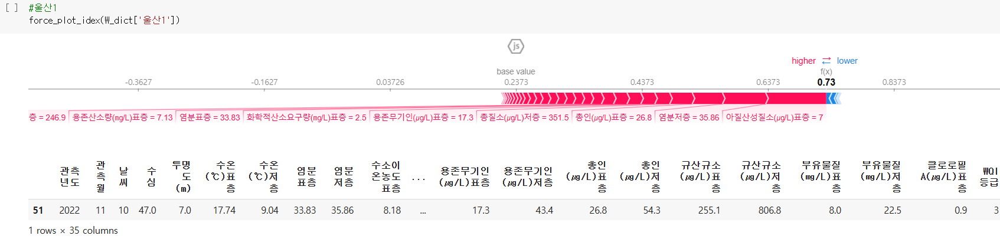 [ ] #울산1
force_plot_idex(W_dict['울산1'])
js
higher ⇄ lower
base value f(x)
-0.3627 -0.1627 0.03726 0.2373 0.4373 0.6373 0.73 0.8373
층 = 246.9 용존산소량(㎎/L)표층 = 7.13 염분표층 = 33.83 화학적산소요구량(㎎/L)표층 = 2.5 용존무기인(㎍/L)표층 = 17.3 총질소(㎍/L)저층 = 351.5 총인(㎍/L)표층 = 26.8 염분저층 = 35.86 아질산성질소(㎍/L)표층 = 7
관측년도 관측월 날씨 수심 투명도(m) 수온(℃)표층 수온(℃)저층 염분표층 염분저층 수소이온농도표층 ... 용존무기인(㎍/L)표층 용존무기인(㎍/L)저층 총인(㎍/L)표층 총인(㎍/L)저층 규산규소(㎍/L)표층 규산규소(㎍/L)저층 부유물질(㎎/L)표층 부유물질(㎎/L)저층 클로로필A(㎍/L)표층 WQI등급
51 2022 11 10 47.0 7.0 17.74 9.04 33.83 35.86 8.18 ... 17.3 43.4 26.8 54.3 255.1 806.8 8.0 22.5 0.9 3
1 rows × 35 columns